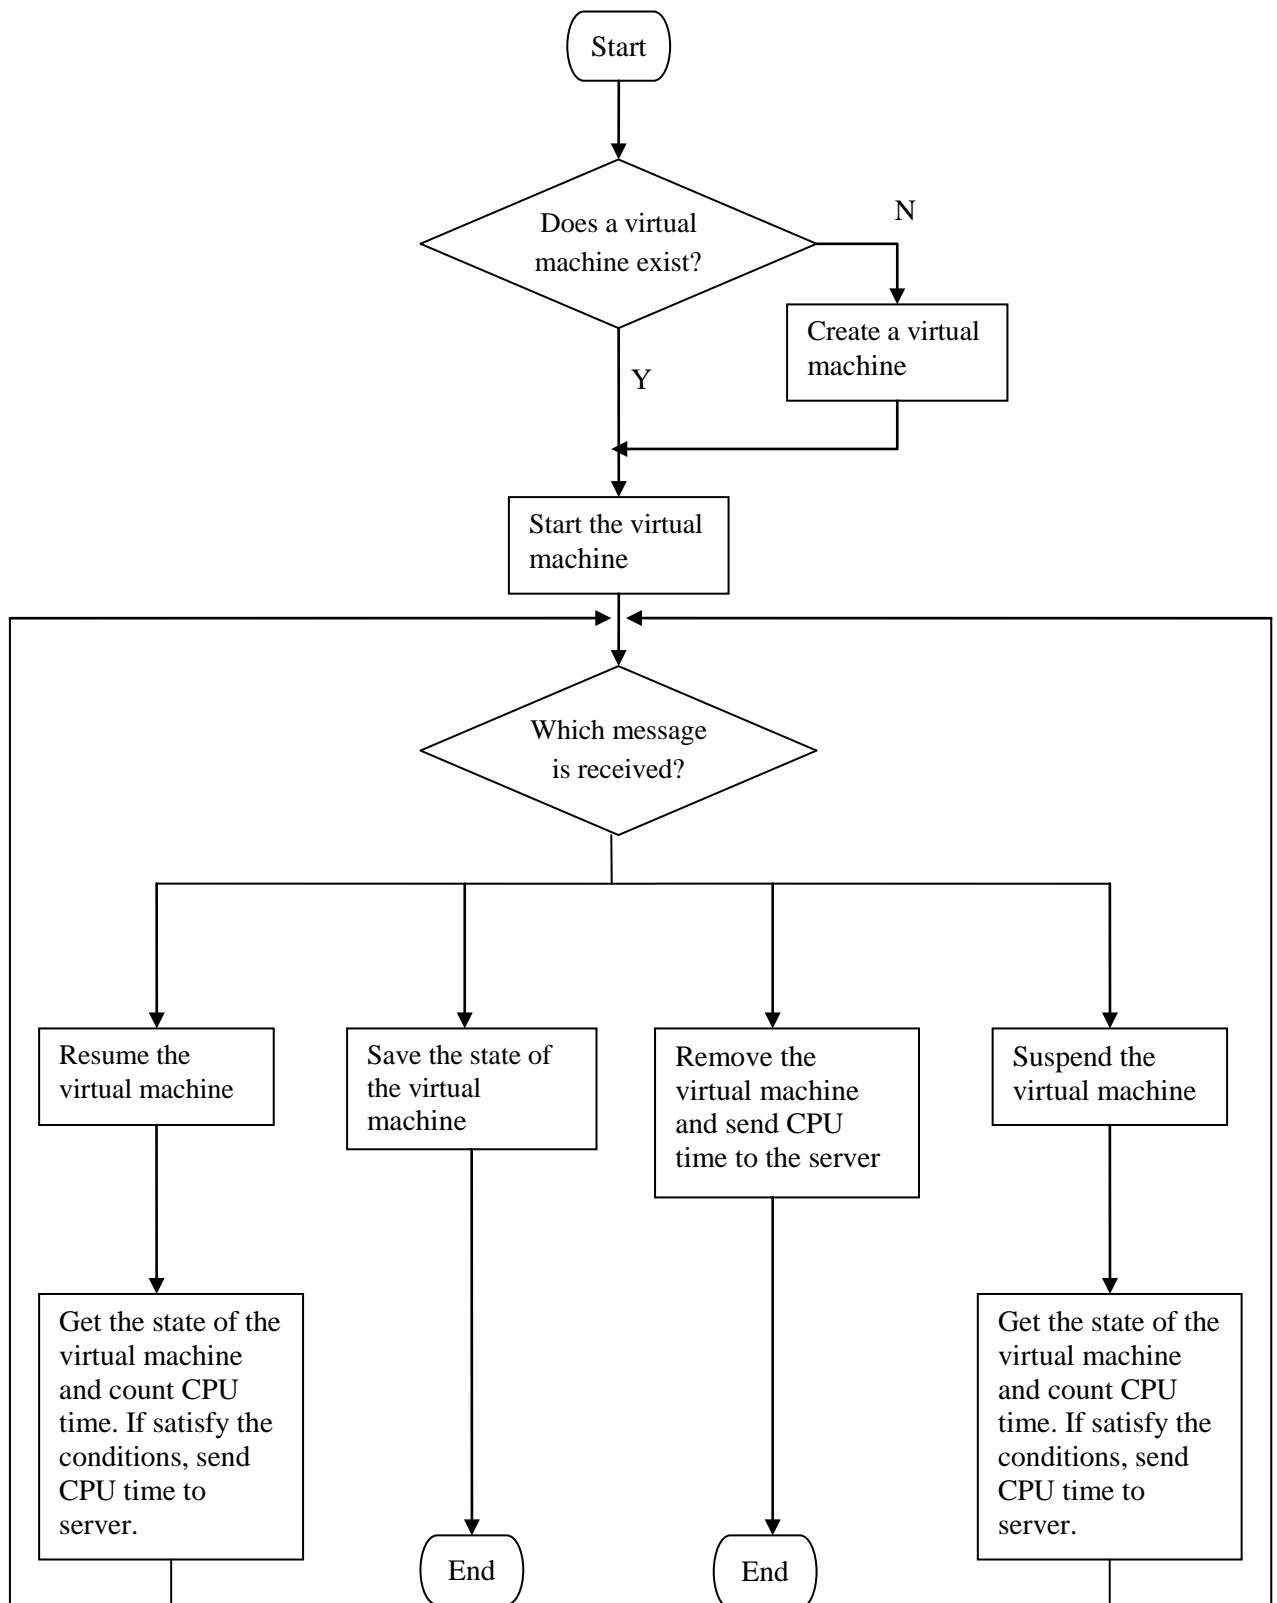 Start
Does a virtual
machine exist?
N
Create a virtual
machine
Y
Start the virtual
machine
Which message
is received?
Resume the
virtual machine
Save the state of
the virtual
machine
Remove the
virtual machine
and send CPU
time to the server
Suspend the
virtual machine
Get the state of the
virtual machine
and count CPU
time. If satisfy the
conditions, send
CPU time to
server.
Get the state of the
virtual machine
and count CPU
time. If satisfy the
conditions, send
CPU time to
server.
End
End